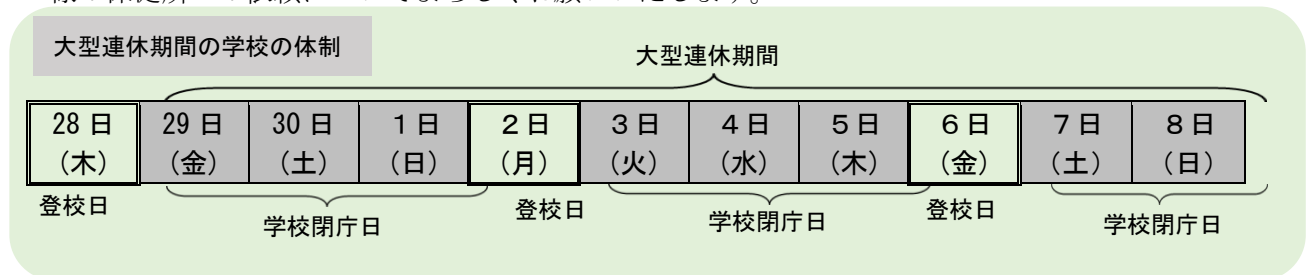 大型連休期間の学校の体制
大型連休期間
28日 29日 30日 1日 2日 3日 4日 5日 6日 7日 8日
(木) (金) (土) (日) (月) (火) (水) (木) (金) (土) (日)
登校日 学校閉庁日 登校日 学校閉庁日 登校日 学校閉庁日